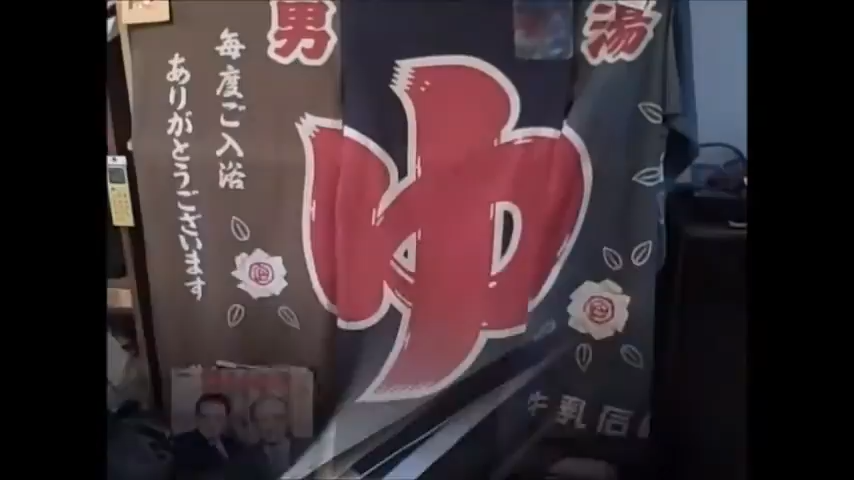 男湯
ゆ
毎度ご入浴
ありがとうございます
牛乳石